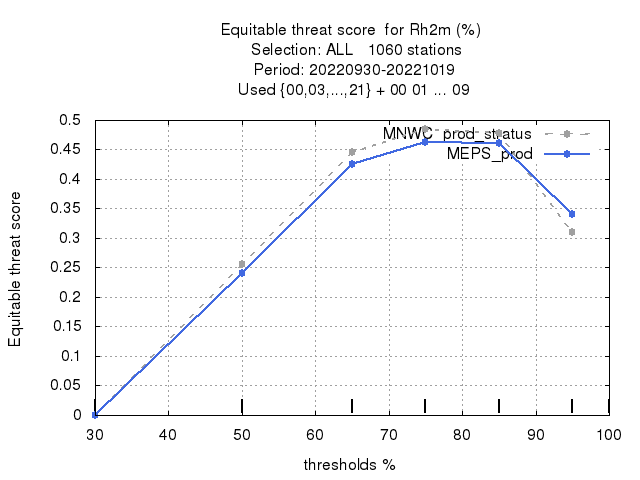 Equitable threat score  for Rh2m (%)
Selection: ALL   1060 stations
Period: 20220930-20221019
Used {00,03,...,21} + 00 01 ... 09
0.5
0.45
0.4
0.35
0.3
0.25
0.2
0.15
0.1
0.05
0
Equitable threat score
MNWC_prod_stratus
MEPS_prod
30 40 50 60 70 80 90 100
thresholds %